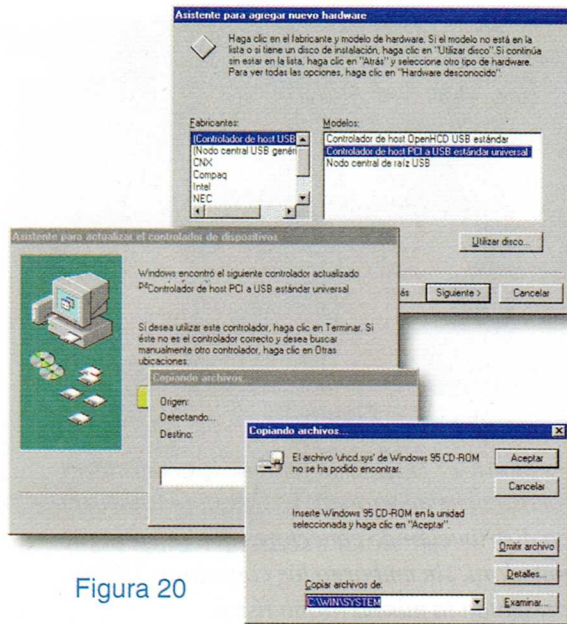 Asistente para agregar nuevo hardware
Haga clic en el fabricante y modelo de hardware. Si el modelo no está en la
lista o si tiene un disco de instalación, haga clic en "Utilizar disco".Si continúa
sin estar en la lista, haga clic en "Atrás" y seleccione otro tipo de hardware.
Para ver todas las opciones, haga clic en "Hardware desconocido".
Fabricantes:
(Controlador de host USB
(Nodo central USB genéri
CNX
Compaq
Intel
NEC
Modelos:
Controlador de host OpenHCD USB estándar
Controlador de host PCI a USB estándar universal
Nodo central de raíz USB
Utilizar disco...
ás
Siguiente >
Cancelar
Asistente para actualizar el controlador de dispositivos
Windows encontró el siguiente controlador actualizado
Controlador de host PCI a USB estándar universal
Si desea utilizar este controlador, haga clic en Terminar. Si
éste no es el controlador correcto y desea buscar
manualmente otro controlador, haga clic en Otras
ubicaciones.
Copiando archivos...
Origen:
Detectando...
Destino:
Copiando archivos...
El archivo 'uhcd.sys' de Windows 95 CD-ROM
no se ha podido encontrar.
Aceptar
Cancelar
Inserte Windows 95 CD-ROM en la unidad
seleccionada y haga clic en "Aceptar".
Omitir archivo
Detalles...
Copiar archivos de:
C:\WIN\SYSTEM
Examinar...
Figura 20